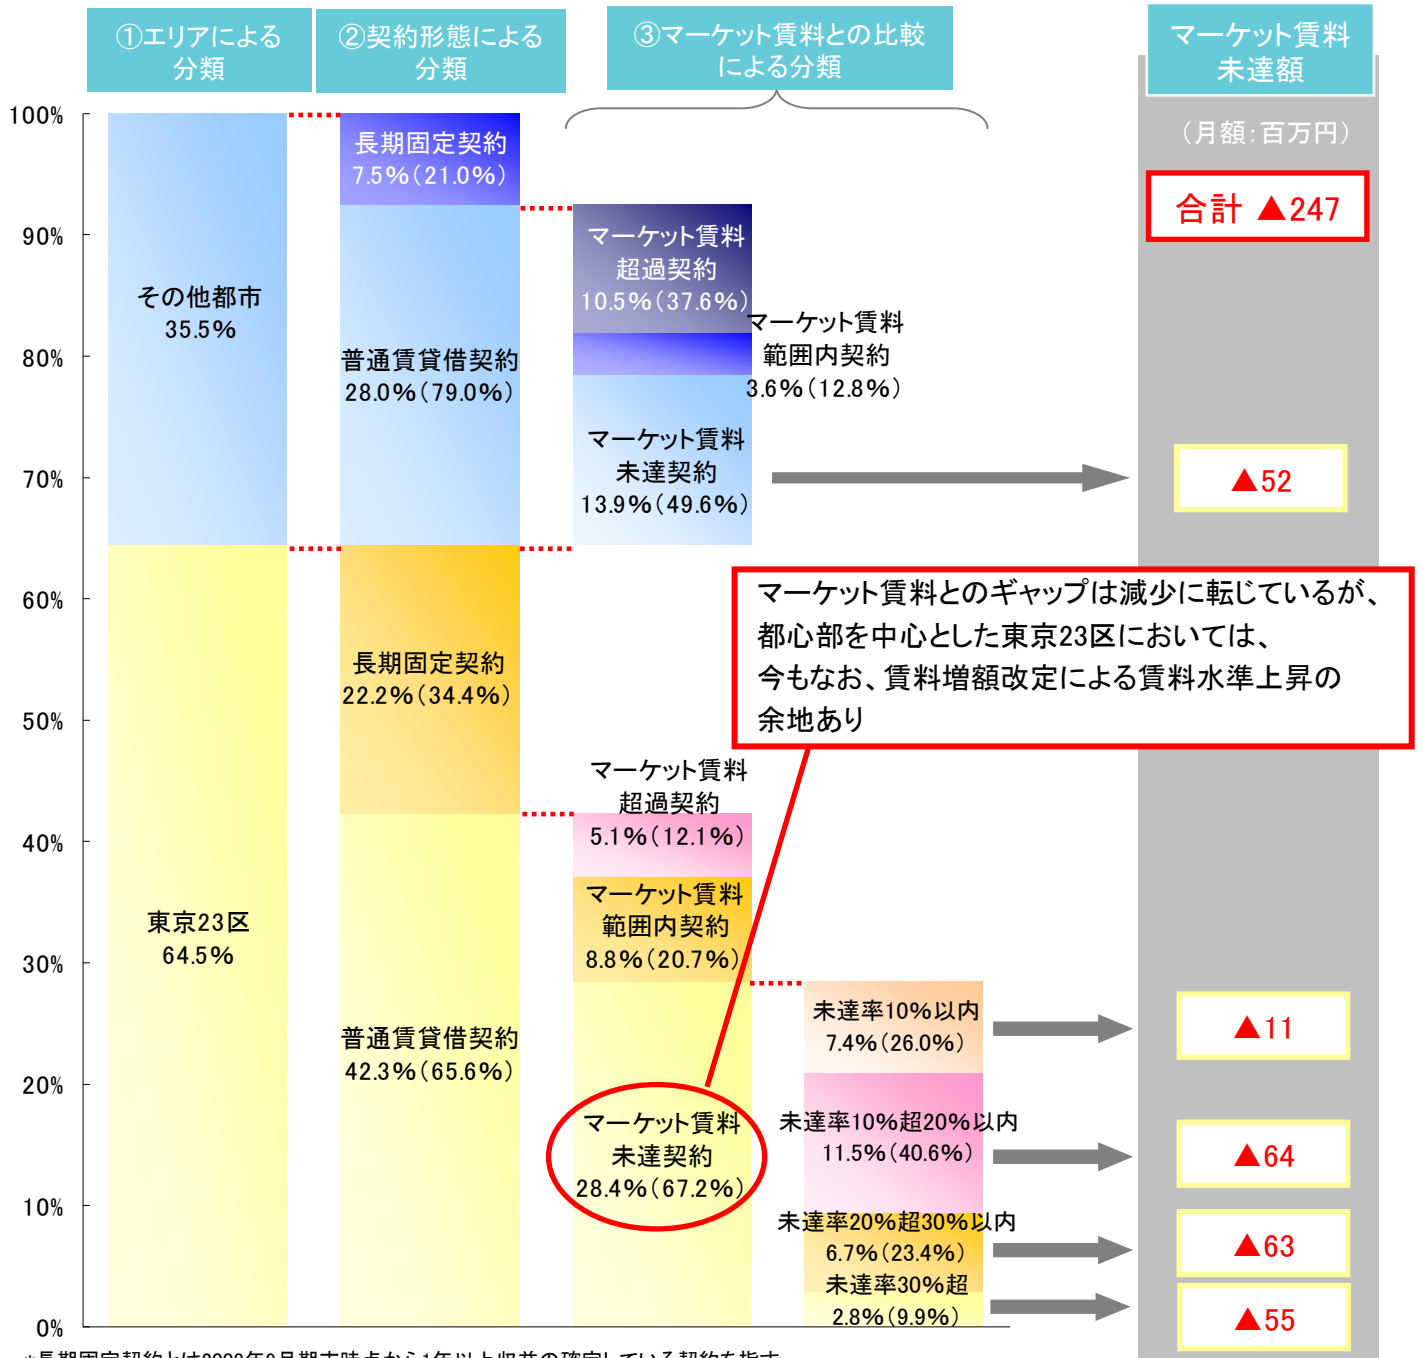 ①エリアによる
分類
②契約形態による
分類
③マーケット賃料との比較
による分類
マーケット賃料
未達額
（月額：百万円）
合計 ▲247
100%
90%
80%
70%
60%
50%
40%
30%
20%
10%
0%
その他都市
35.5%
東京23区
64.5%
長期固定契約
7.5%（21.0%）
普通賃貸借契約
28.0%（79.0%）
長期固定契約
22.2%（34.4%）
普通賃貸借契約
42.3%（65.6%）
マーケット賃料
超過契約
10.5%（37.6%）
マーケット賃料
範囲内契約
3.6%（12.8%）
マーケット賃料
未達契約
13.9%（49.6%）
▲52
マーケット賃料とのギャップは減少に転じているが、
都心部を中心とした東京23区においては、
今もなお、賃料増額改定による賃料水準上昇の
余地あり
マーケット賃料
超過契約
5.1%（12.1%）
マーケット賃料
範囲内契約
8.8%（20.7%）
マーケット賃料
未達契約
28.4%（67.2%）
未達率10%以内
7.4%（26.0%）
▲11
未達率10%超20%以内
11.5%（40.6%）
▲64
未達率20%超30%以内
6.7%（23.4%）
▲63
未達率30%超
2.8%（9.9%）
▲55